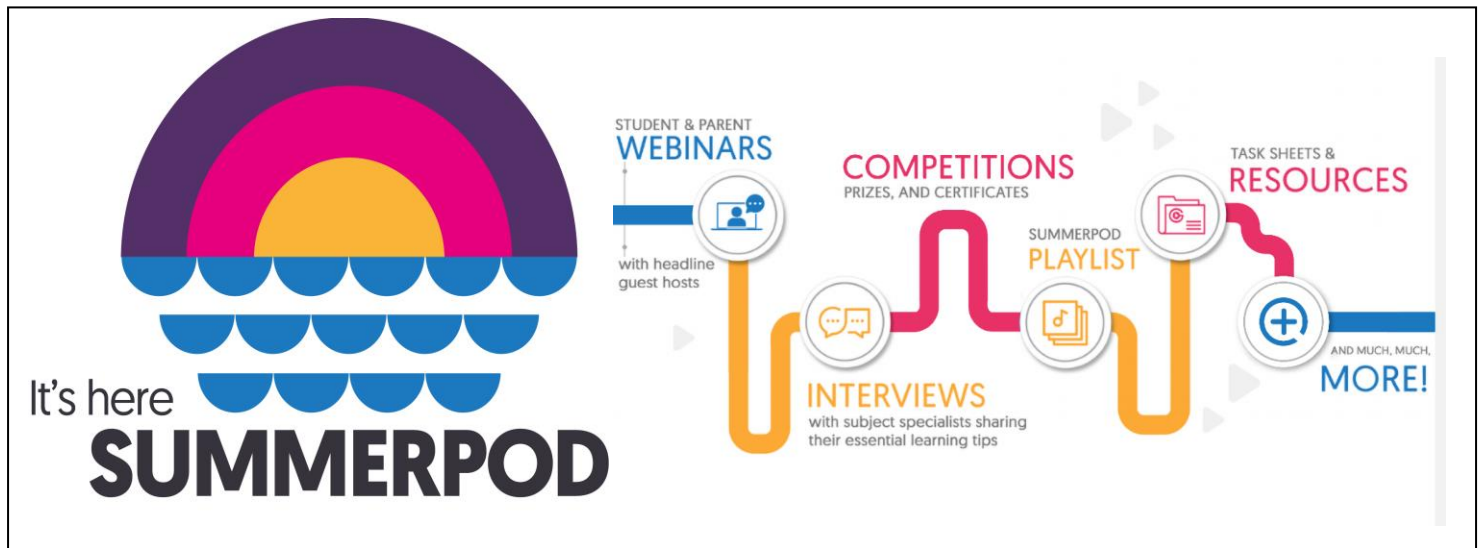 It's here
SUMMERPOD
STUDENT & PARENT
WEBINARS
with headline
guest hosts
INTERVIEWS
with subject specialists sharing
their essential learning tips
COMPETITIONS
PRIZES, AND CERTIFICATES
SUMMERPOD
PLAYLIST
TASK SHEETS &
RESOURCES
AND MUCH, MUCH,
MORE!